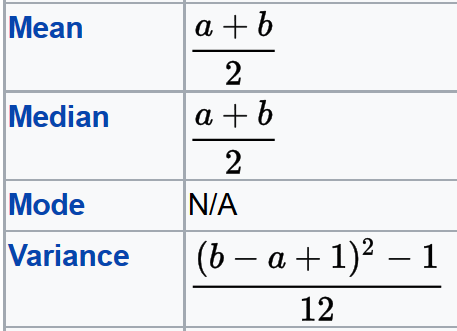 Mean
a + b
2
Median
a + b
2
Mode N/A
Variance
(b − a + 1)² − 1
12